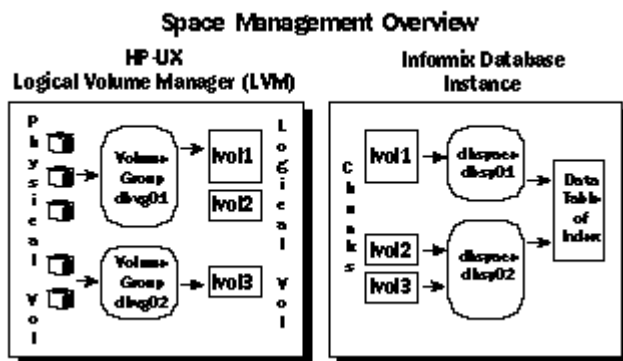 Space Management Overview
HP-UX
Logical Volume Manager (LVM)
Informix Database
Instance
Physical Vol
Volume
Group
dbvg01
Volume
Group
dbvg02
lvol1
lvol2
lvol3
Logical Vol
Chunks
lvol1
lvol2
lvol3
dbspace
dbsp01
dbspace
dbsp02
Data
Table
of
Index